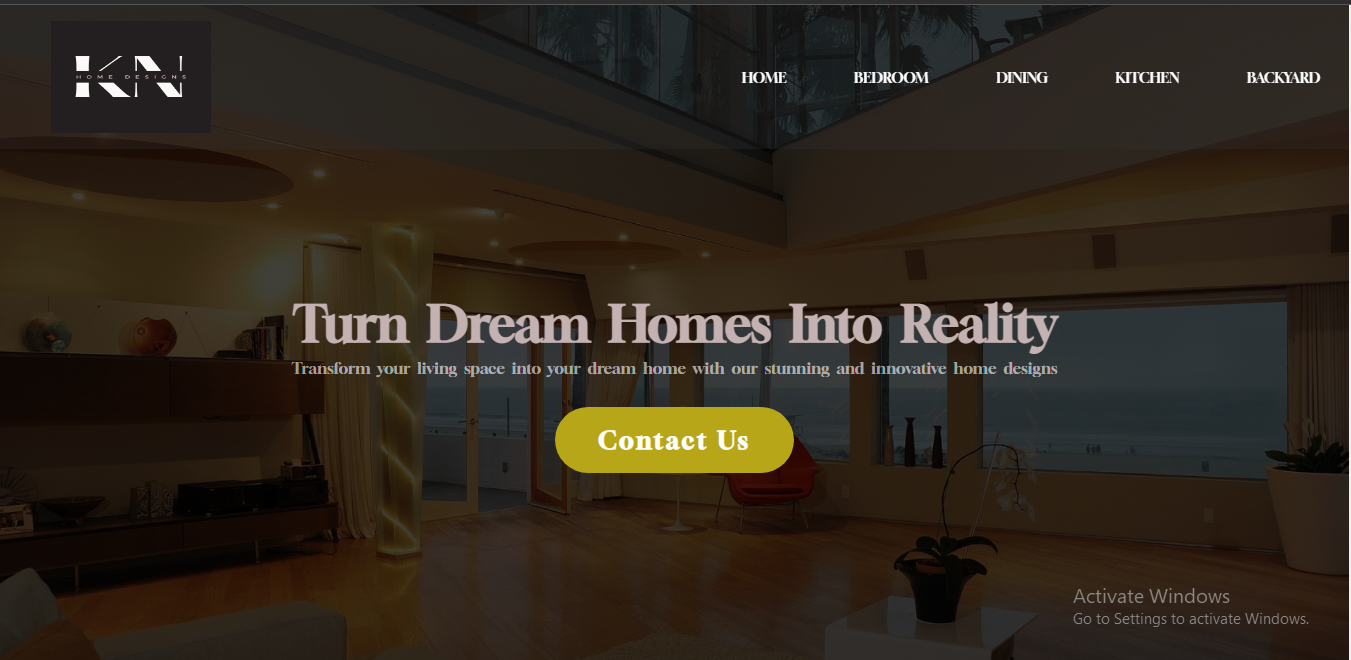 KN
HOME DESIGNS
HOME BEDROOM DINING KITCHEN BACKYARD
Turn Dream Homes Into Reality
Transform your living space into your dream home with our stunning and innovative home designs
Contact Us
Activate Windows
Go to Settings to activate Windows.